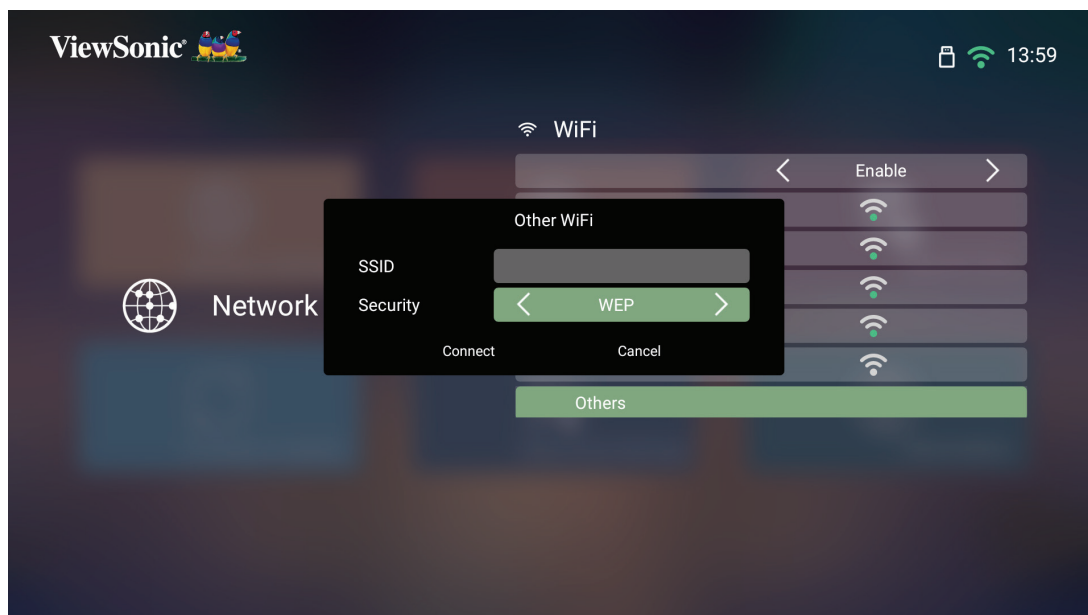 ViewSonic
13:59
WiFi
Enable
Other WiFi
SSID
Network
Security
WEP
Connect
Cancel
Others